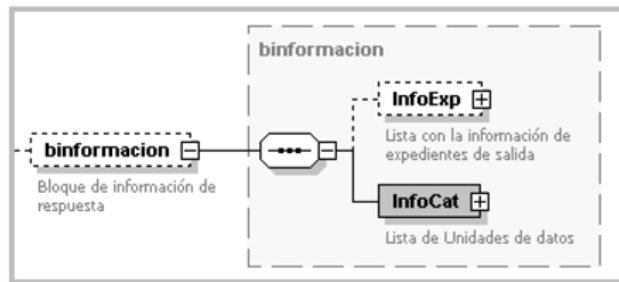 binformacion
InfoExp
Lista con la información de
expedientes de salida
binformacion
Bloque de información de
respuesta
InfoCat
Lista de Unidades de datos